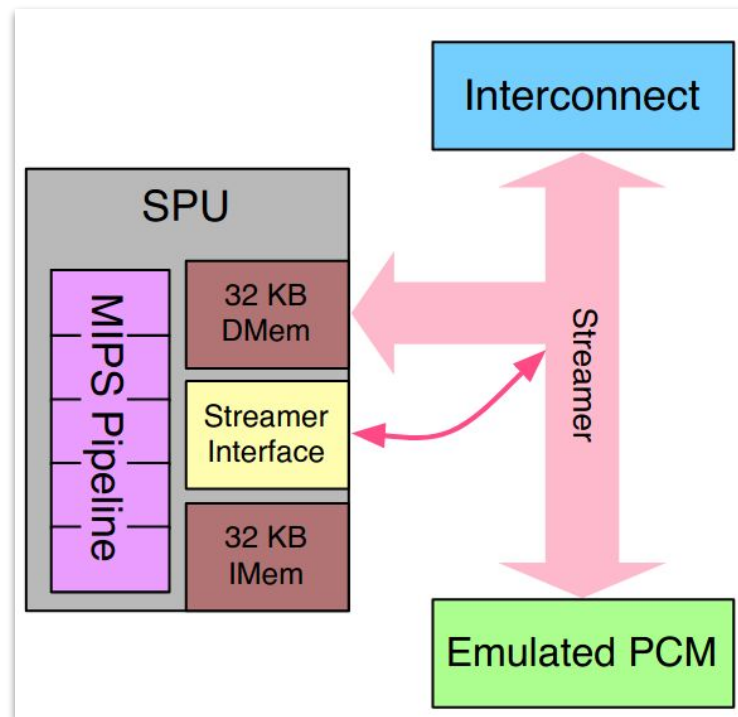 Interconnect
SPU
MIPS Pipeline
32 KB
DMem
Streamer
Interface
32 KB
IMem
Streamer
Emulated PCM